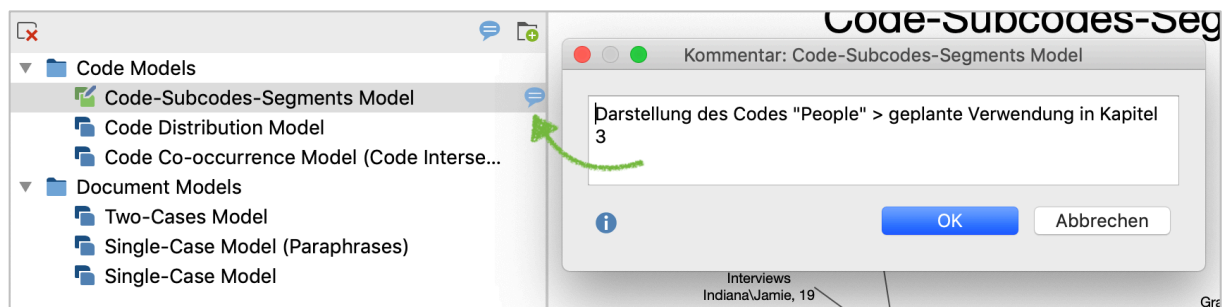 Code Models
Code-Subcodes-Segments Model
Code Distribution Model
Code Co-occurrence Model (Code Interse...
Document Models
Two-Cases Model
Single-Case Model (Paraphrases)
Single-Case Model
Code-Subcodes-Seg
Kommentar: Code-Subcodes-Segments Model
Darstellung des Codes "People" > geplante Verwendung in Kapitel
3
OK
Abbrechen
Interviews
Indiana\Jamie, 19
Gra